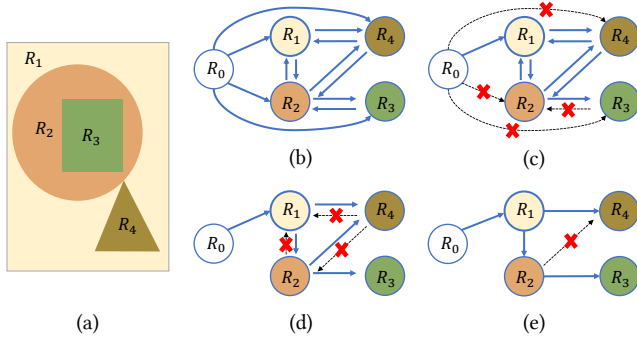 R₁
R₂
R₃
R₄
(a)
R₀
R₁
R₂
R₄
R₃
(b)
R₀
R₁
R₂
R₄
R₃
(c)
R₀
R₁
R₂
R₄
R₃
(d)
R₀
R₁
R₂
R₄
R₃
(e)